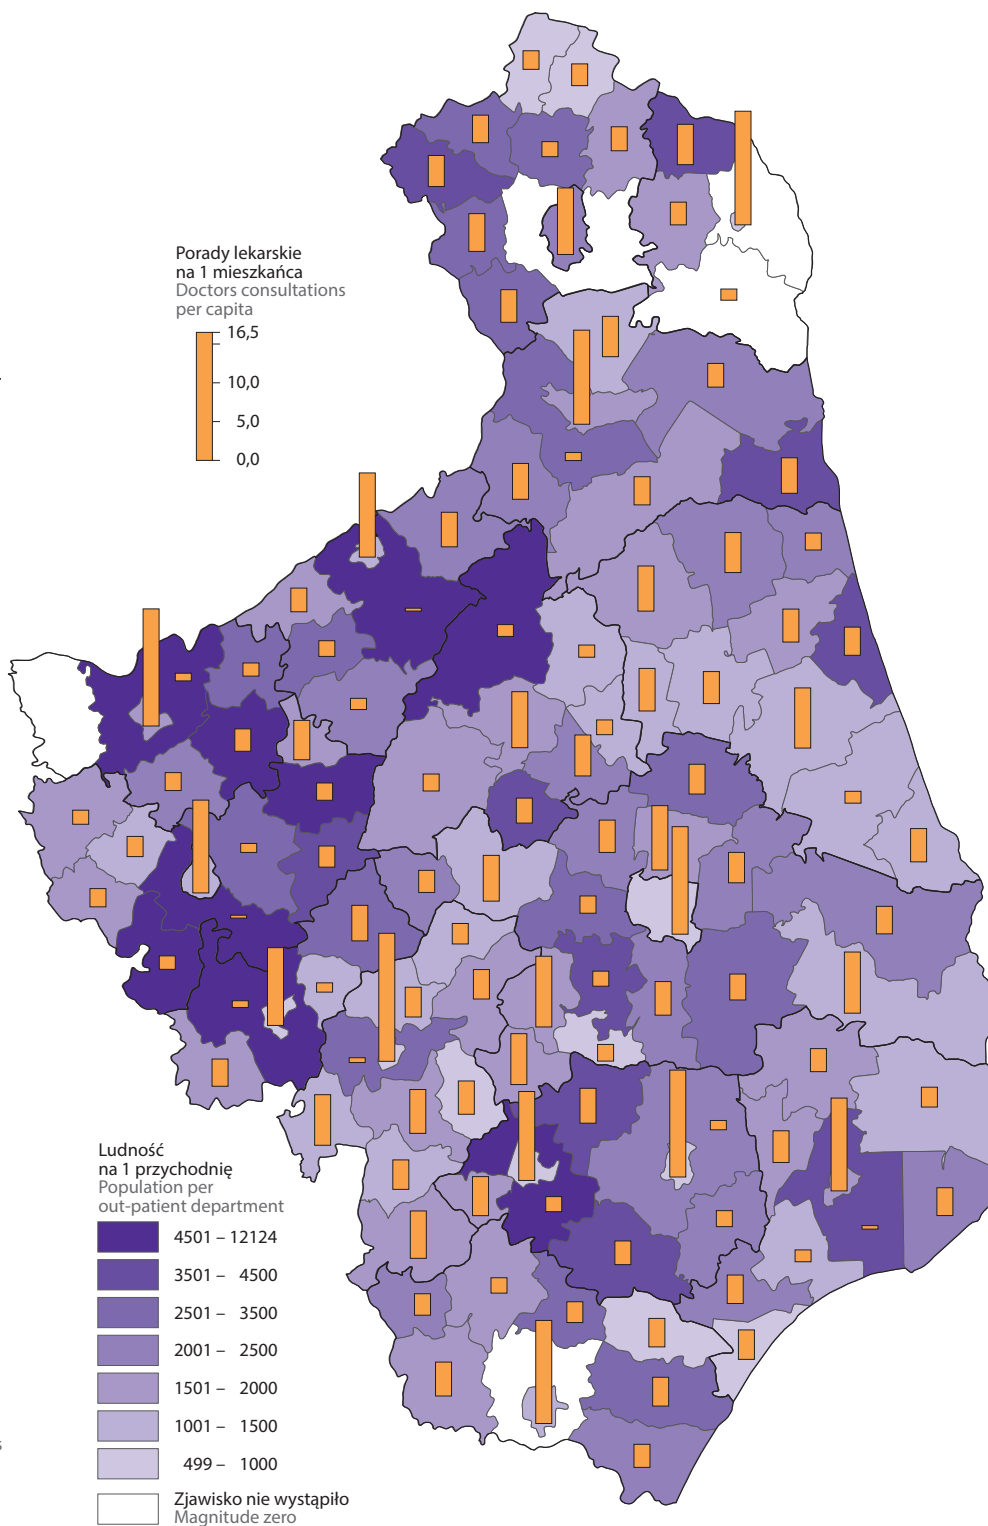 Porady lekarskie
na 1 mieszkańca
Doctors consultations
per capita
16,5
10,0
5,0
0,0
Ludność
na 1 przychodnię
Population per
out-patient department
4501 – 12124
3501 – 4500
2501 – 3500
2001 – 2500
1501 – 2000
1001 – 1500
499 – 1000
Zjawisko nie wystąpiło
Magnitude zero